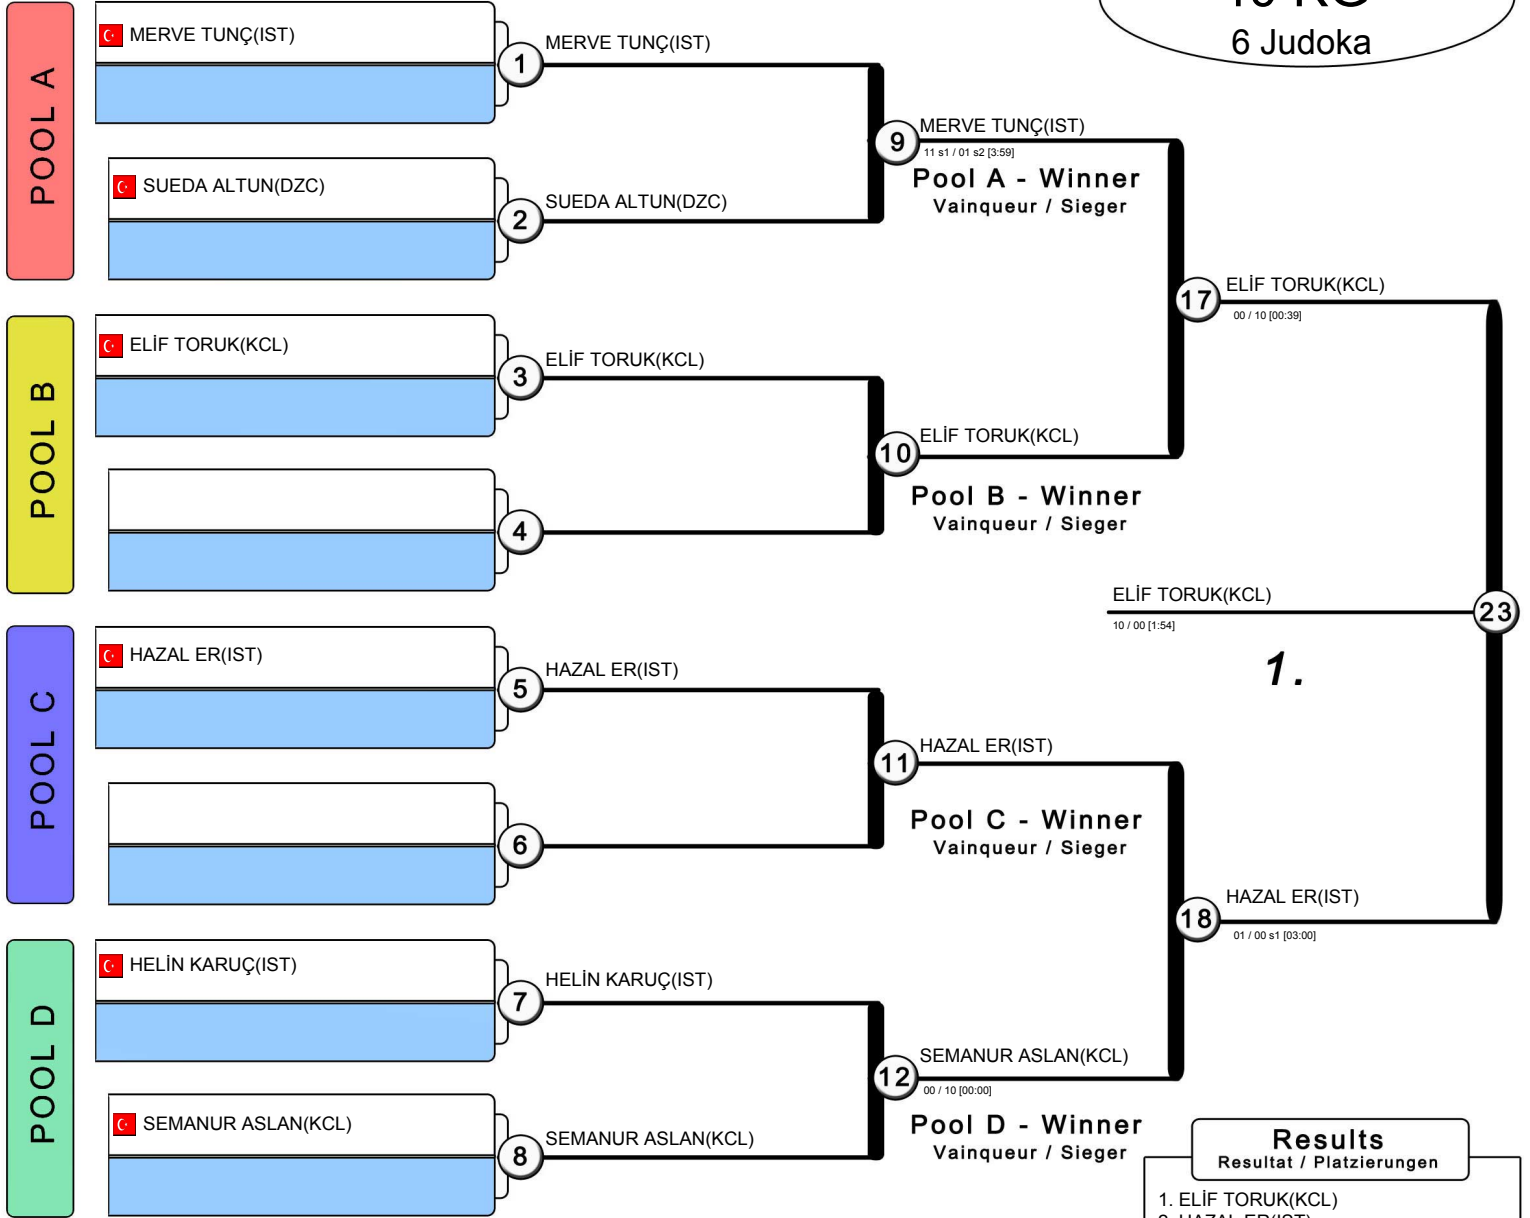 6 Judoka
POOL A
MERVE TUNÇ(IST)
1
MERVE TUNÇ(IST)
SUEDA ALTUN(DZC)
2
SUEDA ALTUN(DZC)
9
MERVE TUNÇ(IST)
11 s1 / 01 s2 [3:59]
Pool A - Winner
Vainqueur / Sieger
POOL B
ELİF TORUK(KCL)
3
ELİF TORUK(KCL)
4
10
ELİF TORUK(KCL)
Pool B - Winner
Vainqueur / Sieger
17
ELİF TORUK(KCL)
00 / 10 [00:39]
ELİF TORUK(KCL)
23
10 / 00 [1:54]
1.
POOL C
HAZAL ER(IST)
5
HAZAL ER(IST)
6
11
HAZAL ER(IST)
Pool C - Winner
Vainqueur / Sieger
18
HAZAL ER(IST)
01 / 00 s1 [03:00]
POOL D
HELİN KARUÇ(IST)
7
HELİN KARUÇ(IST)
SEMANUR ASLAN(KCL)
8
SEMANUR ASLAN(KCL)
12
SEMANUR ASLAN(KCL)
00 / 10 [00:00]
Pool D - Winner
Vainqueur / Sieger
Results
Resultat / Platzierungen
1. ELİF TORUK(KCL)